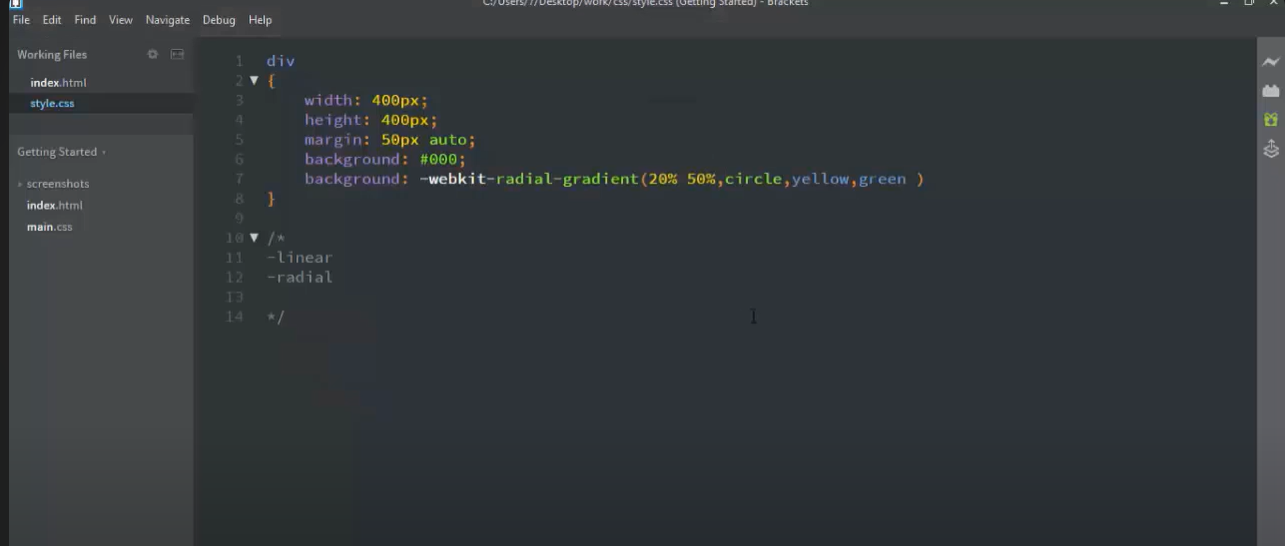 C:/Users/7/Desktop/work/css/style.css (Getting Started) - Brackets
File Edit Find View Navigate Debug Help
Working Files
index.html
style.css
Getting Started
screenshots
index.html
main.css
1 div
2 {
3 width: 400px;
4 height: 400px;
5 margin: 50px auto;
6 background: #000;
7 background: -webkit-radial-gradient(20% 50%,circle,yellow,green )
8 }
9
10 /*
11 -linear
12 -radial
13
14 */